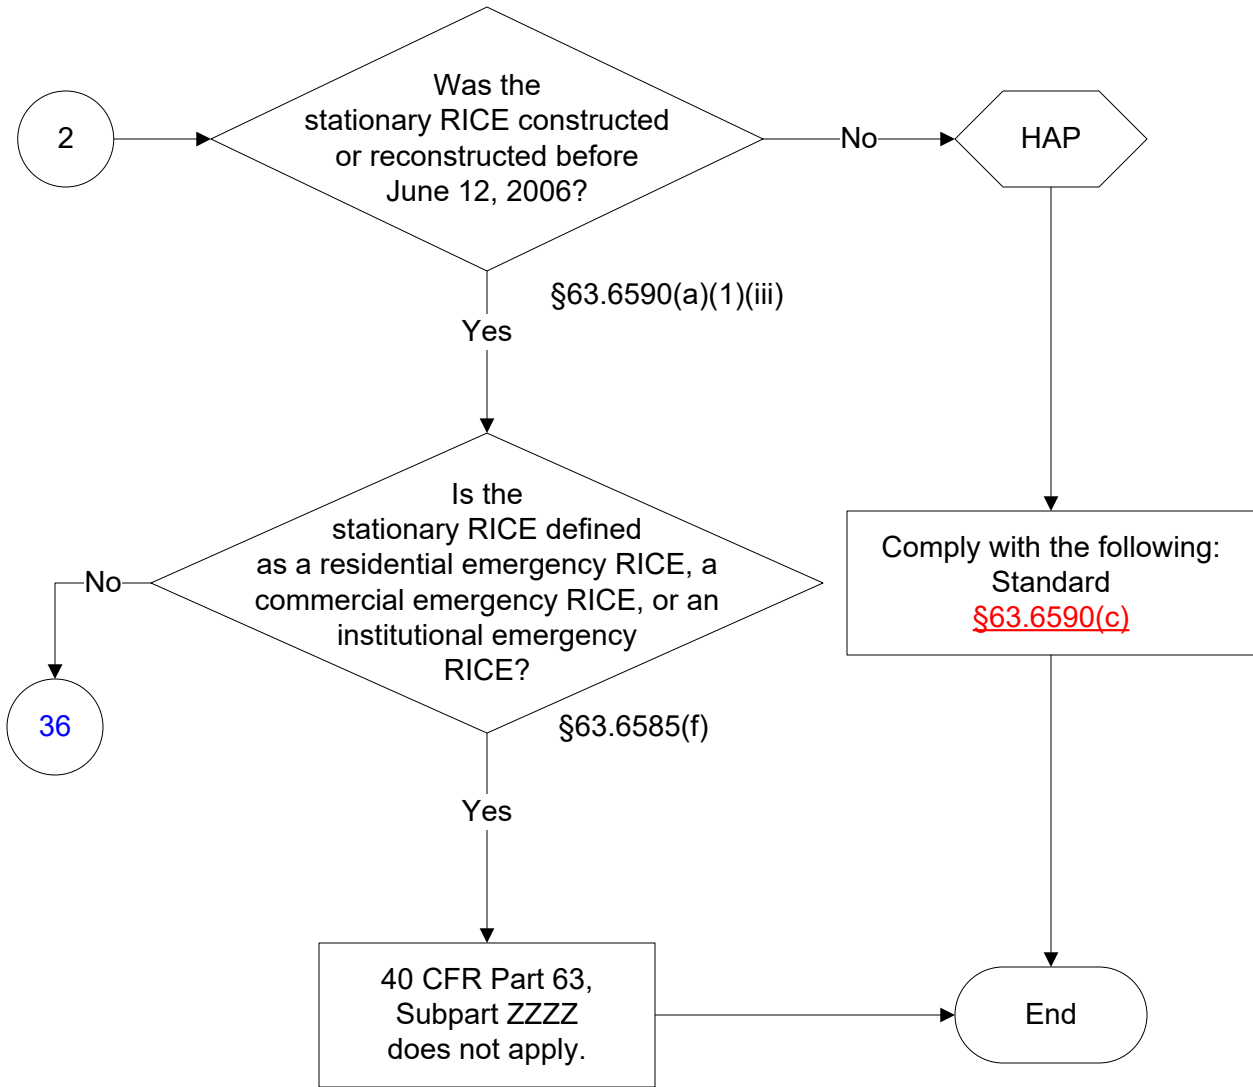 2
Was the
stationary RICE constructed
or reconstructed before
June 12, 2006?
No
HAP
§63.6590(a)(1)(iii)
Yes
Is the
stationary RICE defined
as a residential emergency RICE, a
commercial emergency RICE, or an
institutional emergency
RICE?
No
36
§63.6585(f)
Comply with the following:
Standard
§63.6590(c)
Yes
40 CFR Part 63,
Subpart ZZZZ
does not apply.
End